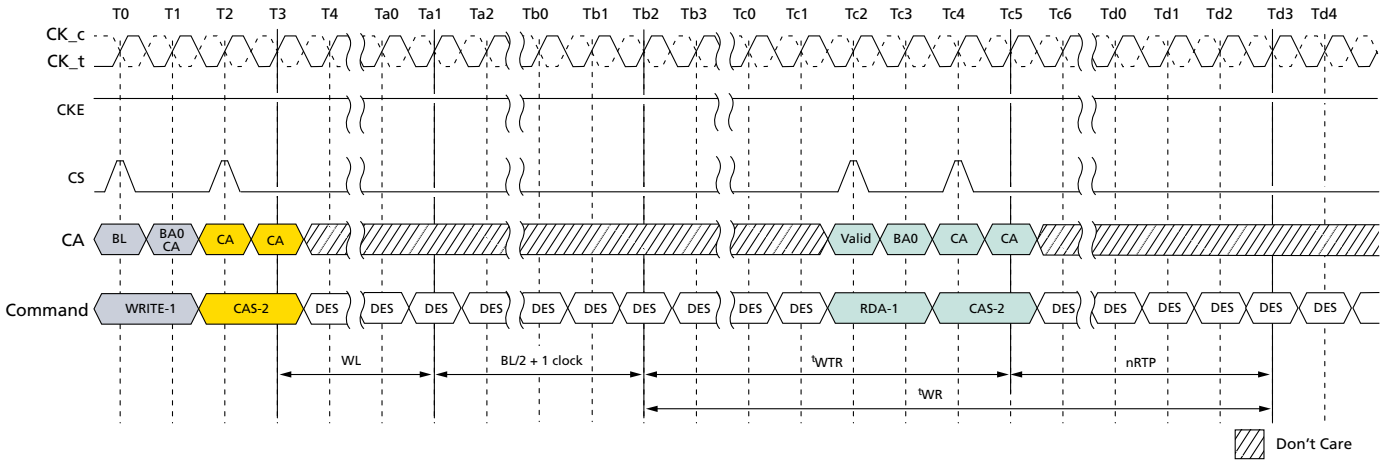 T0 T1 T2 T3 T4 Ta0 Ta1 Ta2 Tb0 Tb1 Tb2 Tb3 Tc0 Tc1 Tc2 Tc3 Tc4 Tc5 Tc6 Td0 Td1 Td2 Td3 Td4
CK_c
CK_t
CKE
CS
CA BL BA0 CA CA CA Valid BA0 CA CA
Command WRITE-1 CAS-2 DES DES DES DES DES DES DES DES DES DES RDA-1 CAS-2 DES DES DES DES DES DES
WL BL/2 + 1 clock tWTR nRTP
tWR
Don't Care